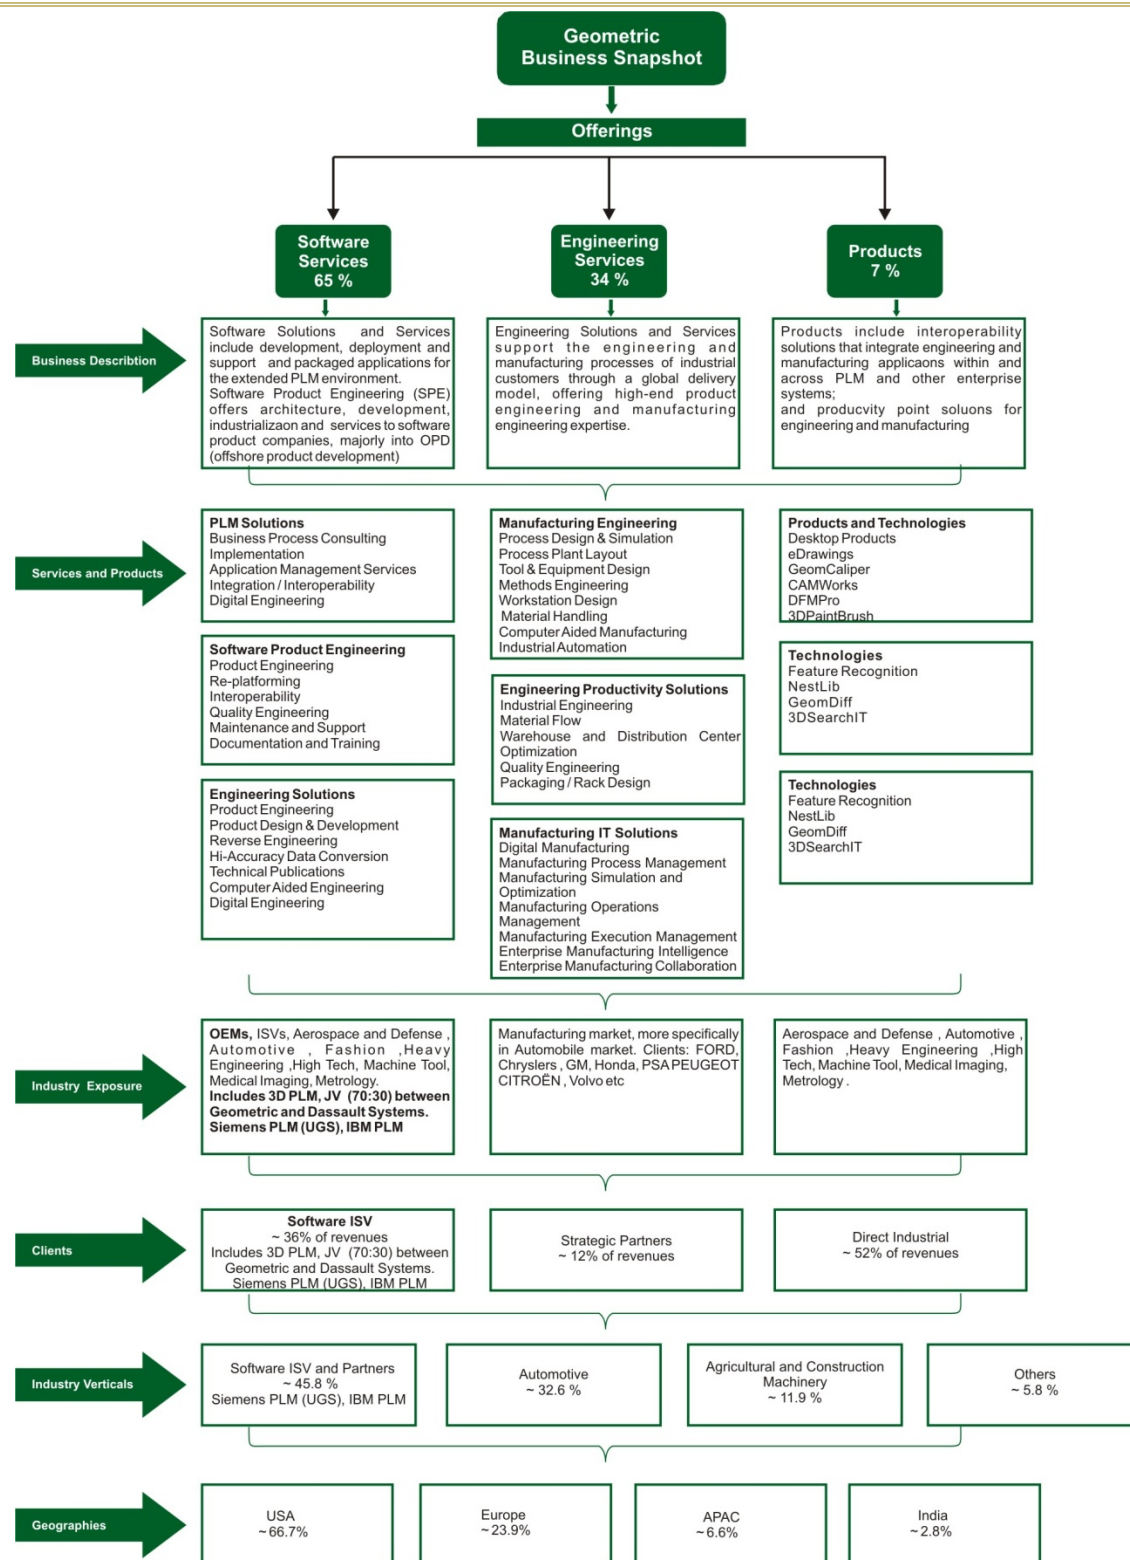 Geometric
Business Snapshot
Offerings
Software
Services
65 %
Engineering
Services
34 %
Products
7 %
Business Describtion
Software Solutions and Services
include development, deployment and
support and packaged applications for
the extended PLM environment.
Software Product Engineering (SPE)
offers architecture, development,
industrializaon and services to software
product companies, majorly into OPD
(offshore product development)
Engineering Solutions and Services
support the engineering and
manufacturing processes of industrial
customers through a global delivery
model, offering high-end product
engineering and manufacturing
engineering expertise.
Products include interoperability
solutions that integrate engineering and
manufacturing applicaons within and
across PLM and other enterprise
systems;
and producvity point soluons for
engineering and manufacturing
Services and Products
PLM Solutions
Business Process Consulting
Implementation
Application Management Services
Integration / Interoperability
Digital Engineering
Software Product Engineering
Product Engineering
Re-platforming
Interoperability
Quality Engineering
Maintenance and Support
Documentation and Training
Engineering Solutions
Product Engineering
Product Design & Development
Reverse Engineering
Hi-Accuracy Data Conversion
Technical Publications
Computer Aided Engineering
Digital Engineering
Manufacturing Engineering
Process Design & Simulation
Process Plant Layout
Tool & Equipment Design
Methods Engineering
Workstation Design
Material Handling
Computer Aided Manufacturing
Industrial Automation
Engineering Productivity Solutions
Industrial Engineering
Material Flow
Warehouse and Distribution Center
Optimization
Quality Engineering
Packaging / Rack Design
Manufacturing IT Solutions
Digital Manufacturing
Manufacturing Process Management
Manufacturing Simulation and
Optimization
Manufacturing Operations
Management
Manufacturing Execution Management
Enterprise Manufacturing Intelligence
Enterprise Manufacturing Collaboration
Products and Technologies
Desktop Products
eDrawings
GeomCaliper
CAMWorks
DFMPro
3DPaintBrush
Technologies
Feature Recognition
NestLib
GeomDiff
3DSearchIT
Technologies
Feature Recognition
NestLib
GeomDiff
3DSearchIT
Industry Exposure
OEMs, ISVs, Aerospace and Defense ,
Automotive , Fashion ,Heavy
Engineering ,High Tech, Machine Tool,
Medical Imaging, Metrology.
Includes 3D PLM, JV (70:30) between
Geometric and Dassault Systems.
Siemens PLM (UGS), IBM PLM
Manufacturing market, more specifically
in Automobile market. Clients: FORD,
Chryslers , GM, Honda, PSA PEUGEOT
CITROËN , Volvo etc
Aerospace and Defense , Automotive ,
Fashion ,Heavy Engineering ,High
Tech, Machine Tool, Medical Imaging,
Metrology .
Clients
Software ISV
~ 36% of revenues
Includes 3D PLM, JV (70:30) between
Geometric and Dassault Systems.
Siemens PLM (UGS), IBM PLM
Strategic Partners
~ 12% of revenues
Direct Industrial
~ 52% of revenues
Industry Verticals
Software ISV and Partners
~ 45.8 %
Siemens PLM (UGS), IBM PLM
Automotive
~ 32.6 %
Agricultural and Construction
Machinery
~ 11.9 %
Others
~ 5.8 %
Geographies
USA
~ 66.7%
Europe
~ 23.9%
APAC
~ 6.6%
India
~ 2.8%